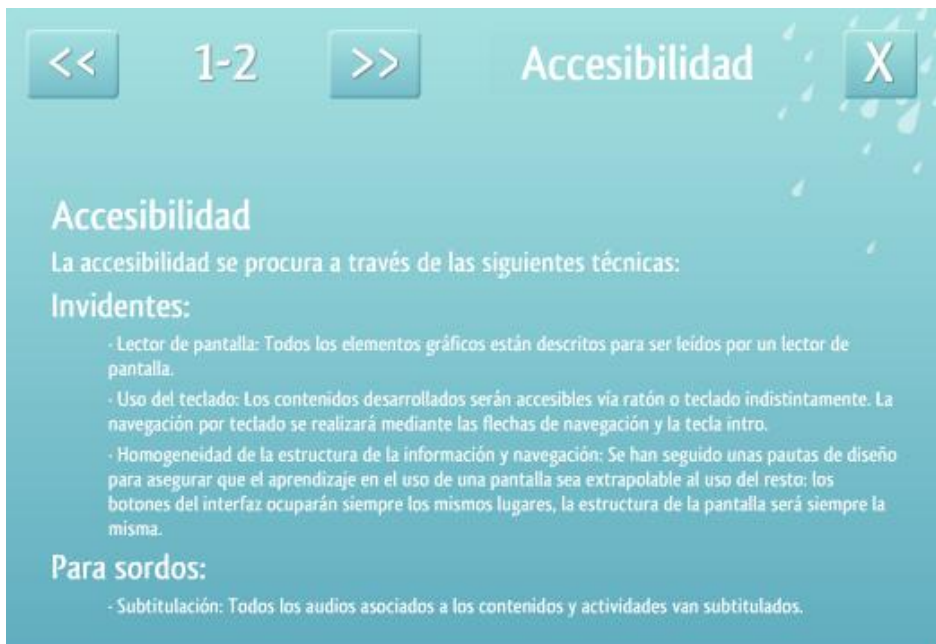 << 1-2 >> Accesibilidad X
Accesibilidad
La accesibilidad se procura a través de las siguientes técnicas:
Invidentes:
· Lector de pantalla: Todos los elementos gráficos están descritos para ser leídos por un lector de
pantalla.
· Uso del teclado: Los contenidos desarrollados serán accesibles vía ratón o teclado indistintamente. La
navegación por teclado se realizará mediante las flechas de navegación y la tecla intro.
· Homogeneidad de la estructura de la información y navegación: Se han seguido unas pautas de diseño
para asegurar que el aprendizaje en el uso de una pantalla sea extrapolable al uso del resto: los
botones del interfaz ocuparán siempre los mismos lugares, la estructura de la pantalla será siempre la
misma.
Para sordos:
· Subtitulación: Todos los audios asociados a los contenidos y actividades van subtitulados.